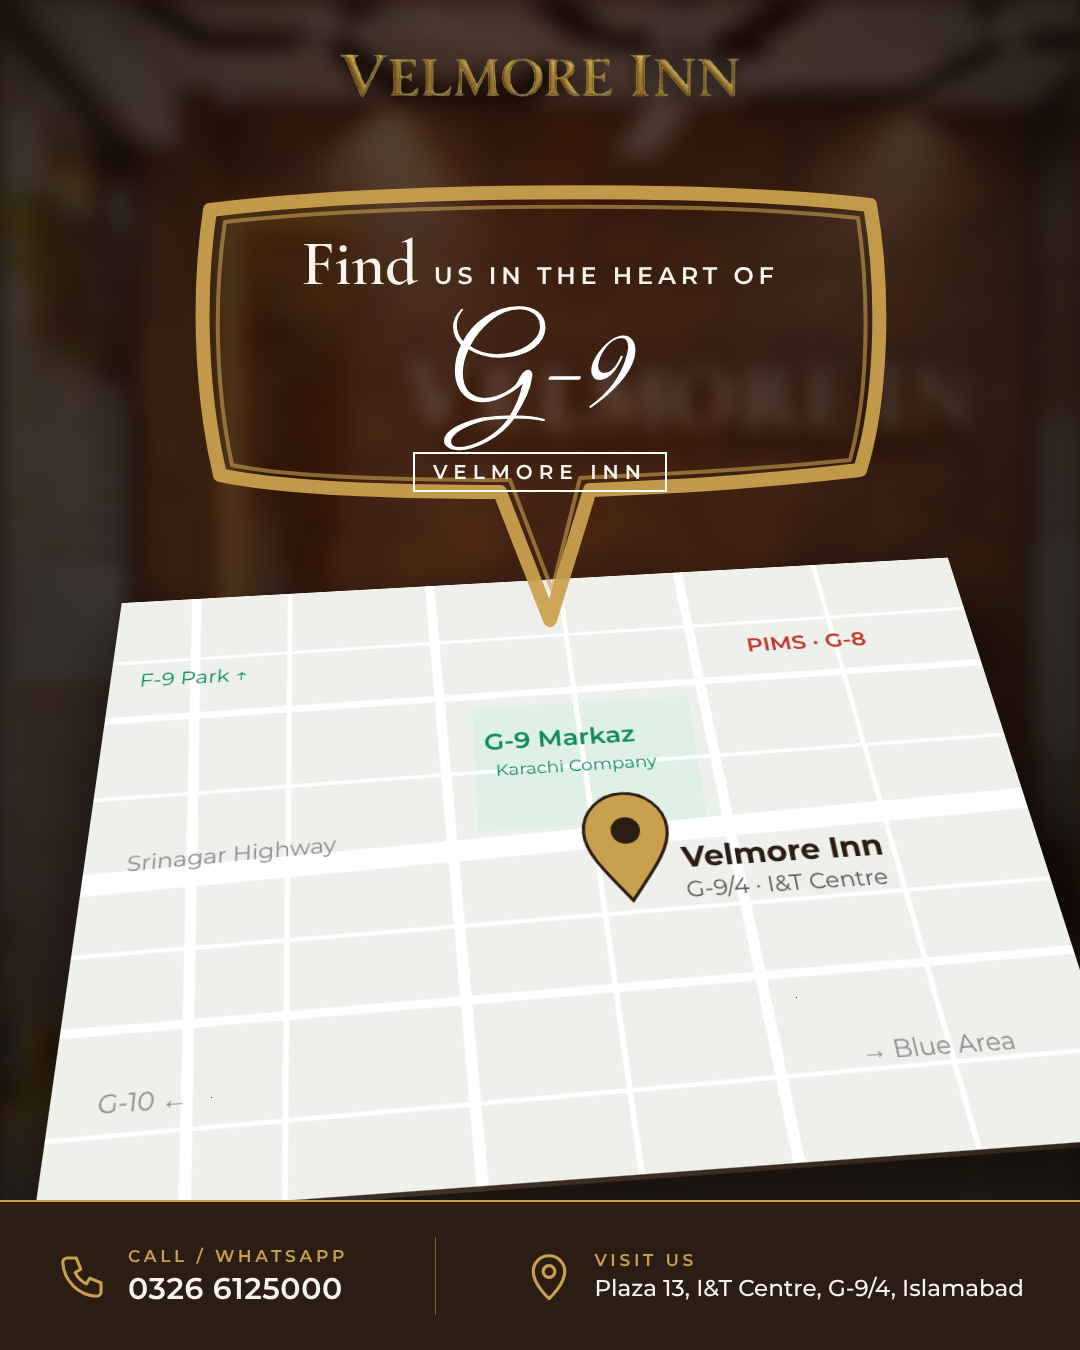 VELMORE INN
Find US IN THE HEART OF
G-9
VELMORE INN
VELMORE INN
PIMS · G-8
F-9 Park ↑
G-9 Markaz
Karachi Company
Srinagar Highway
Velmore Inn
G-9/4 · I&T Centre
→ Blue Area
G-10 ←
CALL / WHATSAPP
0326 6125000
VISIT US
Plaza 13, I&T Centre, G-9/4, Islamabad